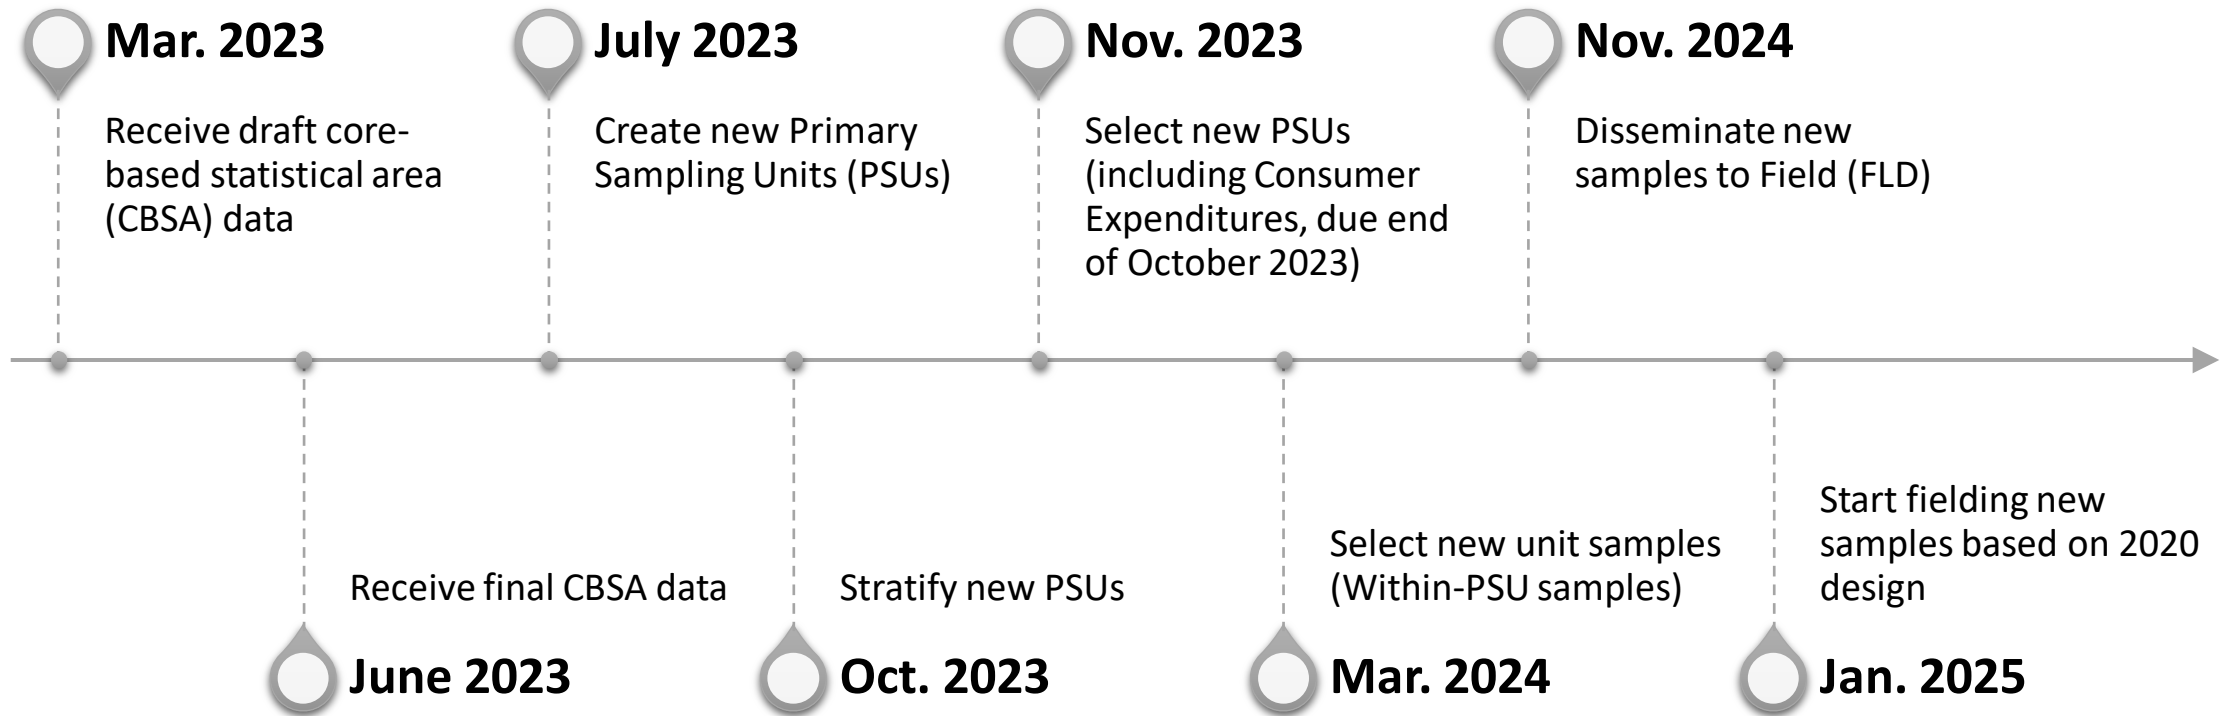 Mar. 2023
Receive draft core-
based statistical area
(CBSA) data
June 2023
Receive final CBSA data
July 2023
Create new Primary
Sampling Units (PSUs)
Oct. 2023
Stratify new PSUs
Nov. 2023
Select new PSUs
(including Consumer
Expenditures, due end
of October 2023)
Mar. 2024
Select new unit samples
(Within-PSU samples)
Nov. 2024
Disseminate new
samples to Field (FLD)
Jan. 2025
Start fielding new
samples based on 2020
design